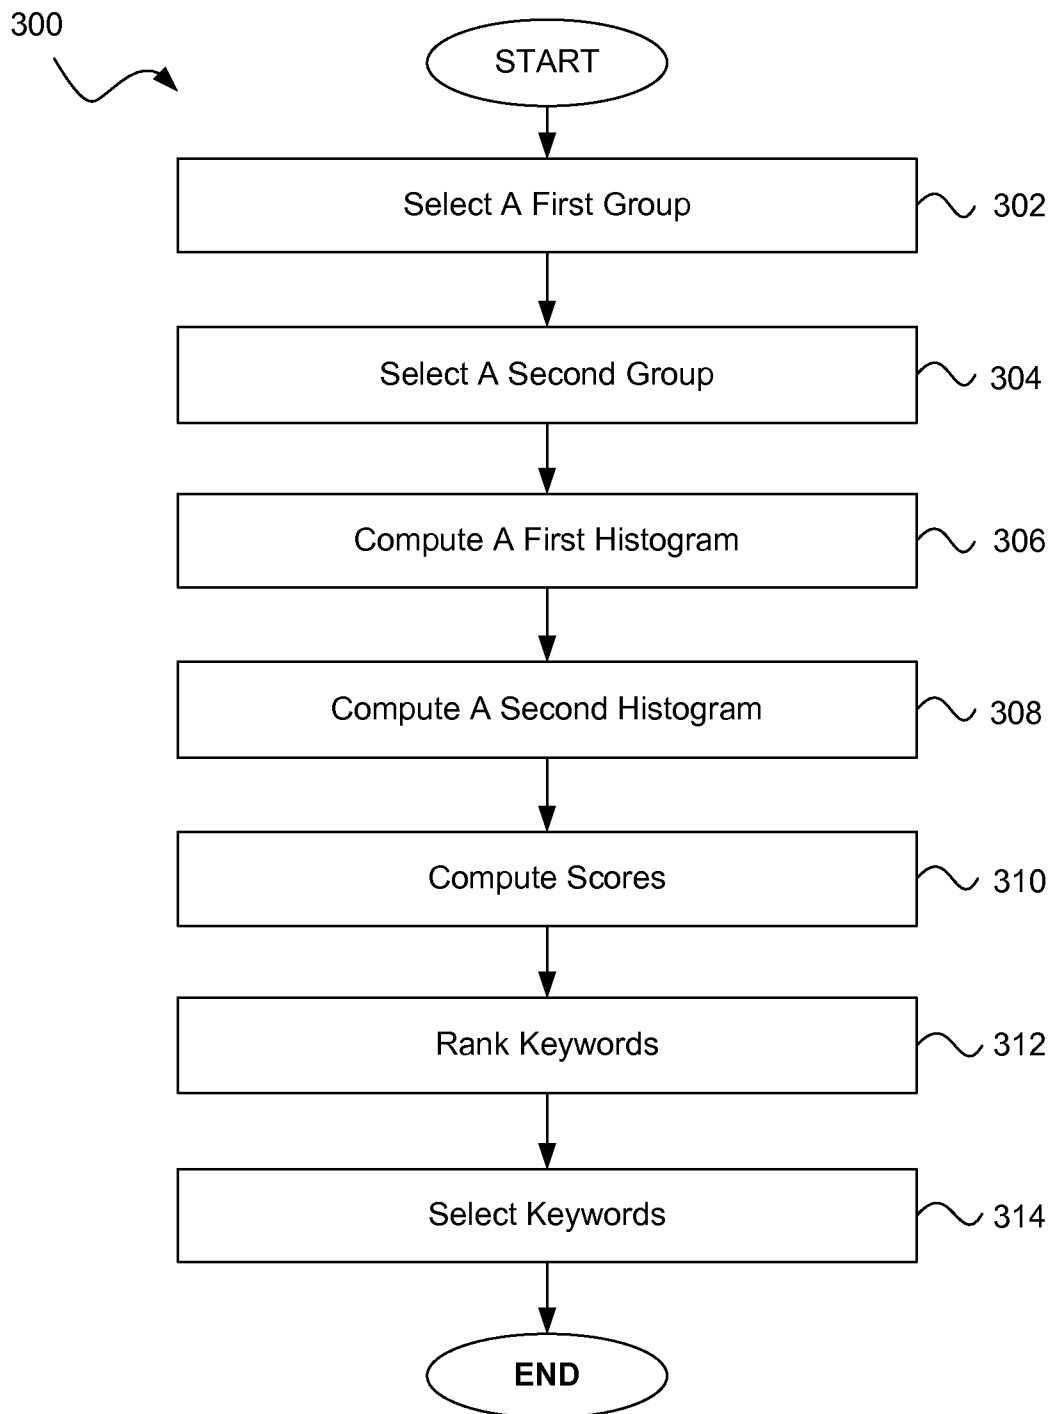 300
START
Select A First Group
302
Select A Second Group
304
Compute A First Histogram
306
Compute A Second Histogram
308
Compute Scores
310
Rank Keywords
312
Select Keywords
314
END